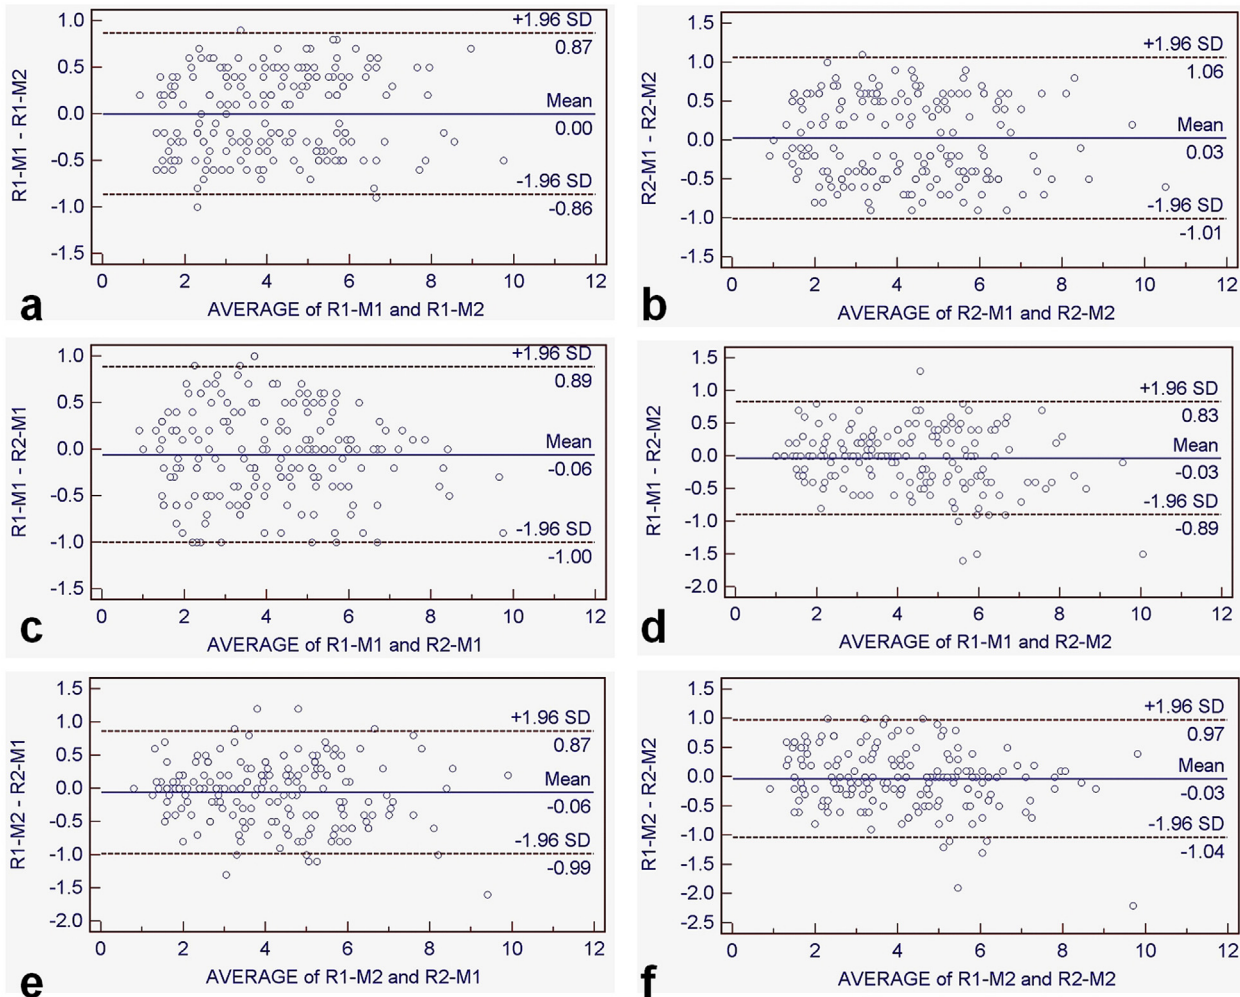 1.0
0.5
0.0
-0.5
-1.0
-1.5
R1-M1 - R1-M2
+1.96 SD
0.87
Mean
0.00
-1.96 SD
-0.86
0 2 4 6 8 10 12
AVERAGE of R1-M1 and R1-M2
a
1.5
1.0
0.5
0.0
-0.5
-1.0
-1.5
R2-M1 - R2-M2
+1.96 SD
1.06
Mean
0.03
-1.96 SD
-1.01
0 2 4 6 8 10 12
AVERAGE of R2-M1 and R2-M2
b
1.0
0.5
0.0
-0.5
-1.0
-1.5
R1-M1 - R2-M1
+1.96 SD
0.89
Mean
-0.06
-1.96 SD
-1.00
0 2 4 6 8 10 12
AVERAGE of R1-M1 and R2-M1
c
1.5
1.0
0.5
0.0
-0.5
-1.0
-1.5
-2.0
R1-M1 - R2-M2
+1.96 SD
0.83
Mean
-0.03
-1.96 SD
-0.89
0 2 4 6 8 10 12
AVERAGE of R1-M1 and R2-M2
d
1.5
1.0
0.5
0.0
-0.5
-1.0
-1.5
-2.0
R1-M2 - R2-M1
+1.96 SD
0.87
Mean
-0.06
-1.96 SD
-0.99
0 2 4 6 8 10 12
AVERAGE of R1-M2 and R2-M1
e
1.5
1.0
0.5
0.0
-0.5
-1.0
-1.5
-2.0
-2.5
R1-M2 - R2-M2
+1.96 SD
0.97
Mean
-0.03
-1.96 SD
-1.04
0 2 4 6 8 10 12
AVERAGE of R1-M2 and R2-M2
f